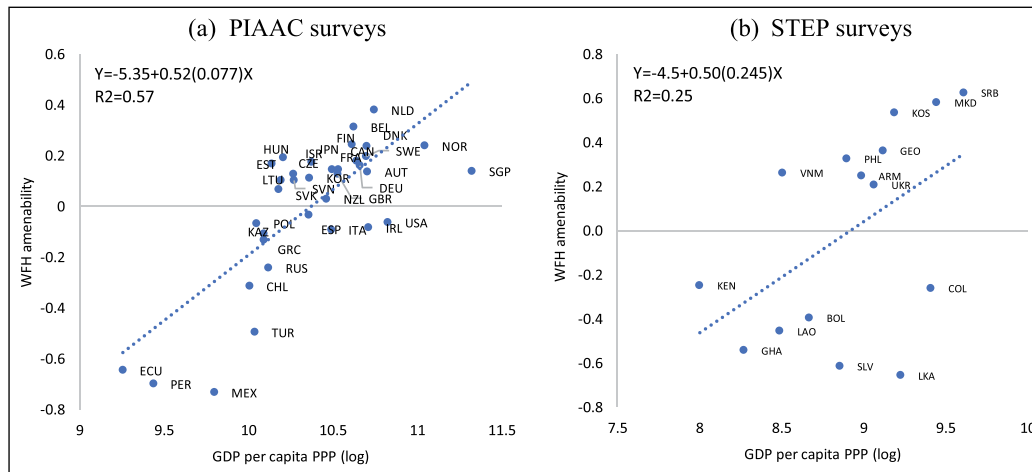 (a) PIAAC surveys
Y=-5.35+0.52(0.077)X
R2=0.57
WFH amenability
0.6
0.4
0.2
0
-0.2
-0.4
-0.6
-0.8
NLD
BEL
FIN
DNK
HUN
ISR
JPN
CAN
SWE
NOR
EST
CZE
FRA
SGP
LTU
KOR
AUT
SVN
DEU
SVK
NZL
GBR
POL
KAZ
ESP
ITA
IRL
USA
GRC
RUS
CHL
TUR
ECU
PER
MEX
9
9.5
10
10.5
11
11.5
GDP per capita PPP (log)
(b) STEP surveys
Y=-4.5+0.50(0.245)X
R2=0.25
WFH amenability
0.8
0.6
0.4
0.2
0.0
-0.2
-0.4
-0.6
-0.8
SRB
MKD
KOS
GEO
PHL
VNM
ARM
UKR
KEN
COL
BOL
LAO
GHA
SLV
LKA
7.5
8
8.5
9
9.5
10
GDP per capita PPP (log)